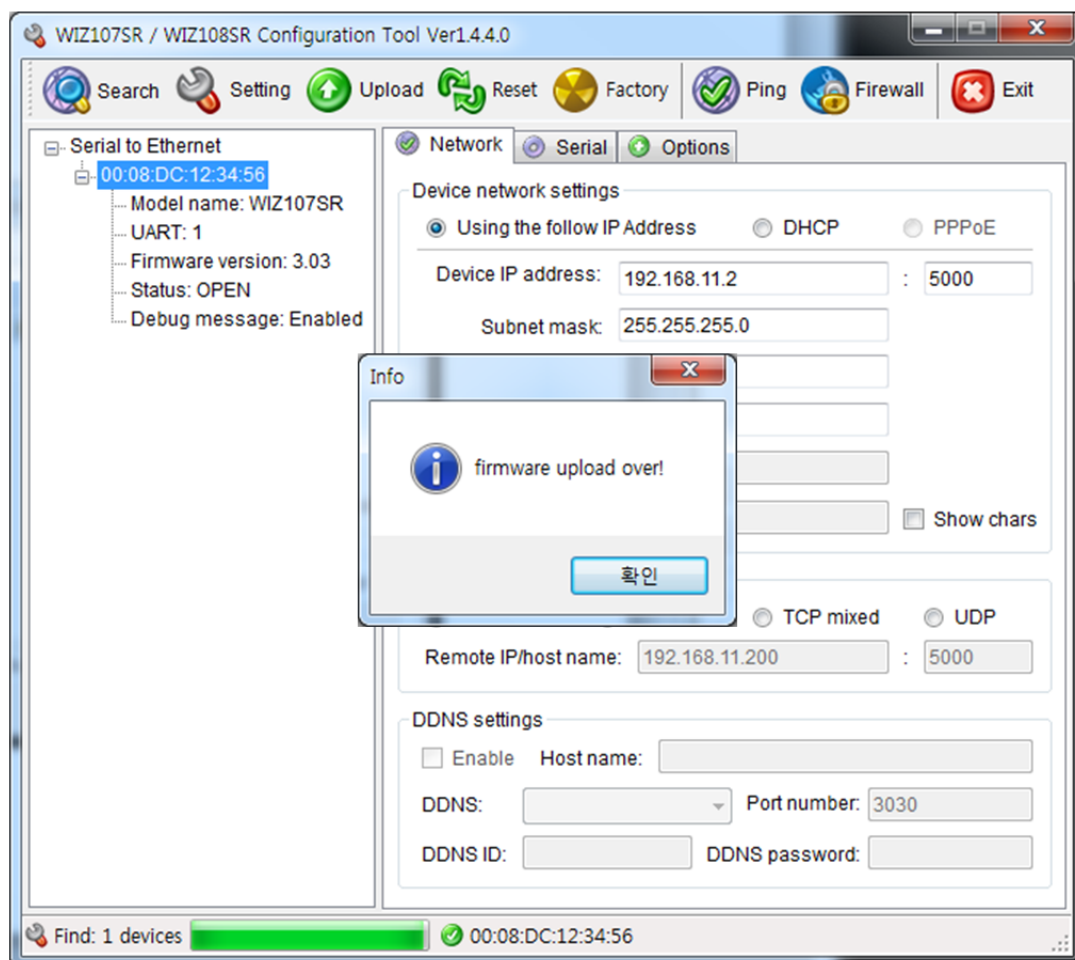 WIZ107SR / WIZ108SR Configuration Tool Ver1.4.4.0
Search Setting Upload Reset Factory Ping Firewall Exit
Serial to Ethernet
00:08:DC:12:34:56
Model name: WIZ107SR
UART: 1
Firmware version: 3.03
Status: OPEN
Debug message: Enabled
Network Serial Options
Device network settings
Using the follow IP Address DHCP PPPoE
Device IP address: 192.168.11.2 : 5000
Subnet mask: 255.255.255.0
Show chars
Info
firmware upload over!
확인
TCP mixed UDP
Remote IP/host name: 192.168.11.200 : 5000
DDNS settings
Enable Host name:
DDNS: Port number: 3030
DDNS ID: DDNS password:
Find: 1 devices 00:08:DC:12:34:56